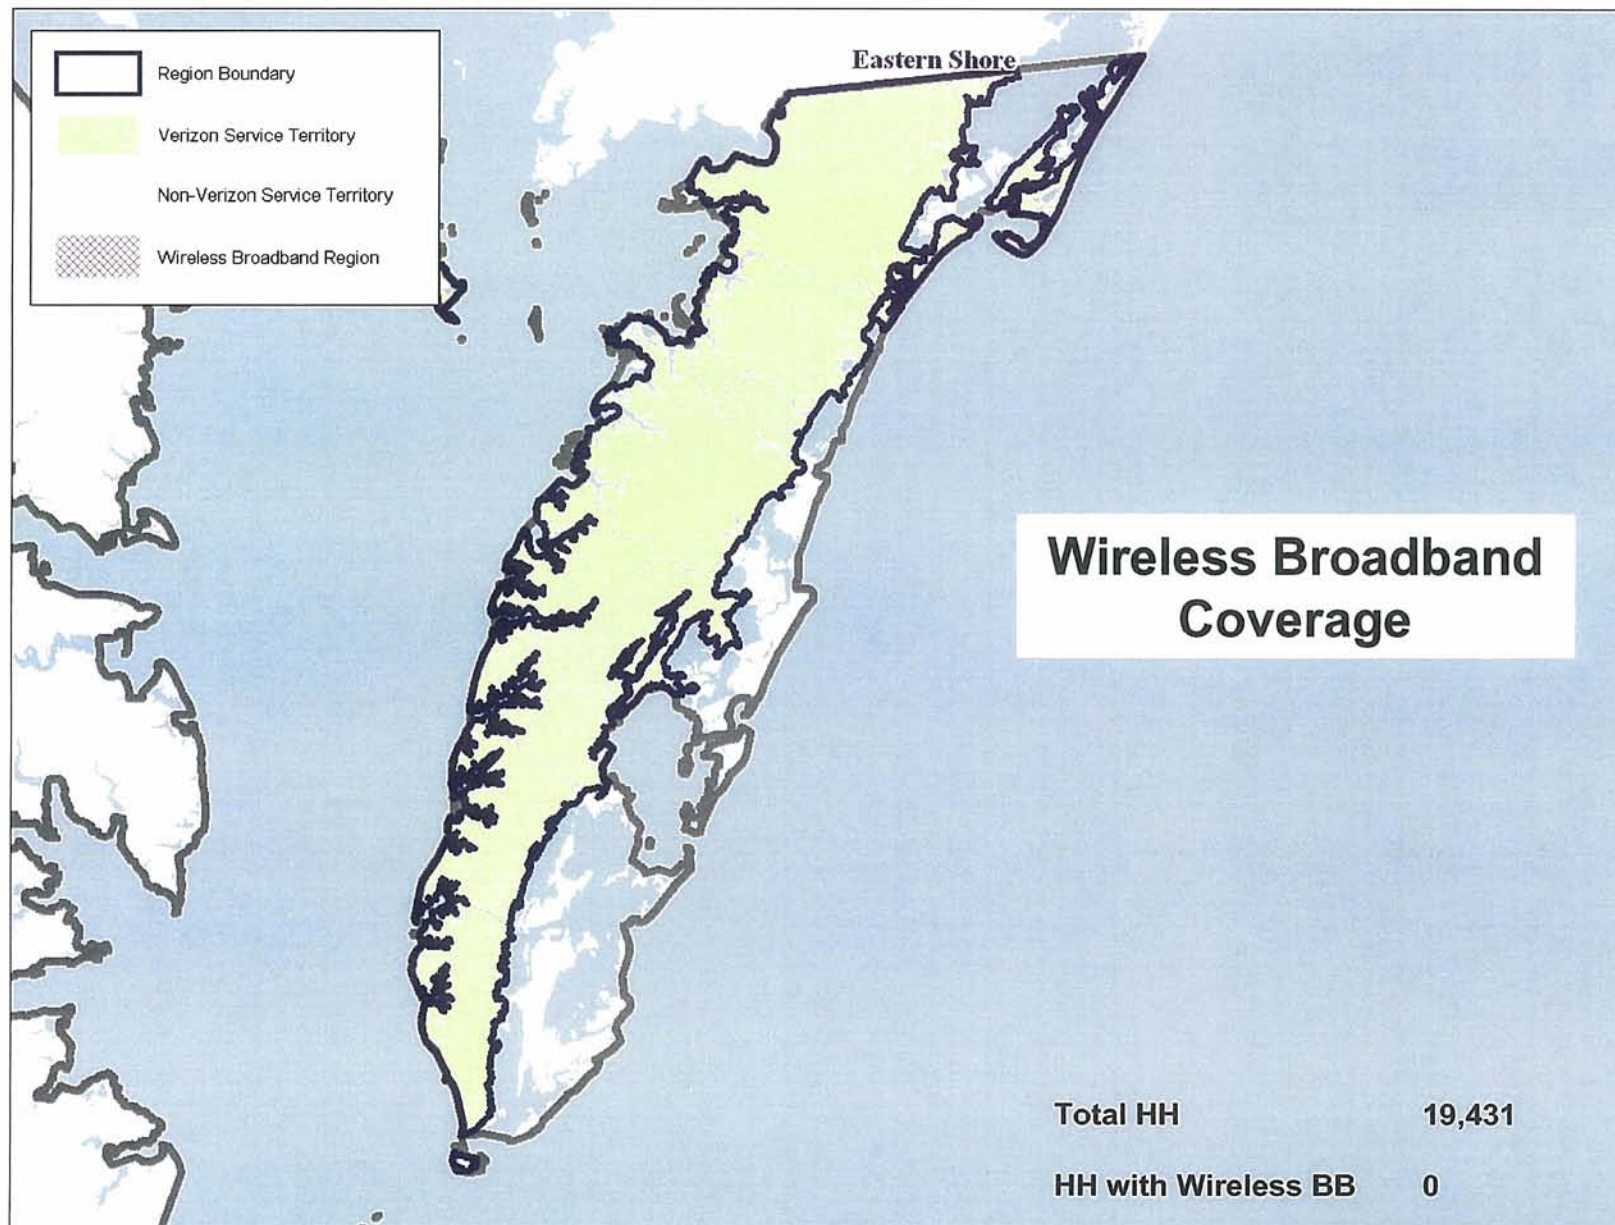 Region Boundary
Verizon Service Territory
Non-Verizon Service Territory
Wireless Broadband Region
Eastern Shore
Wireless Broadband
Coverage
Total HH 19,431
HH with Wireless BB 0